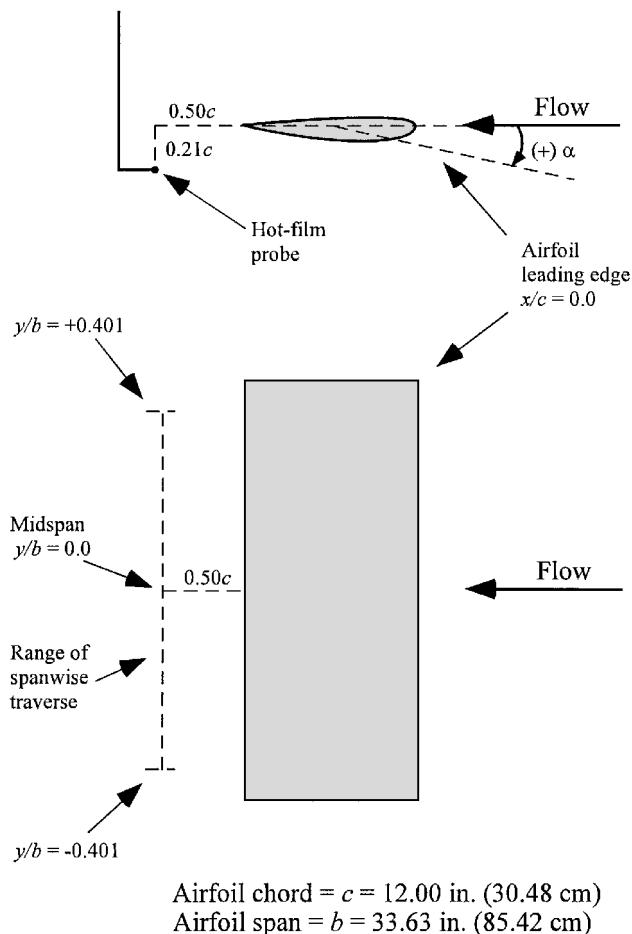 0.50c
Flow
0.21c
(+) α
Hot-film
probe
Airfoil
leading edge
x/c = 0.0
y/b = +0.401
Midspan
y/b = 0.0
0.50c
Flow
Range of
spanwise
traverse
y/b = -0.401
Airfoil chord = c = 12.00 in. (30.48 cm)
Airfoil span = b = 33.63 in. (85.42 cm)